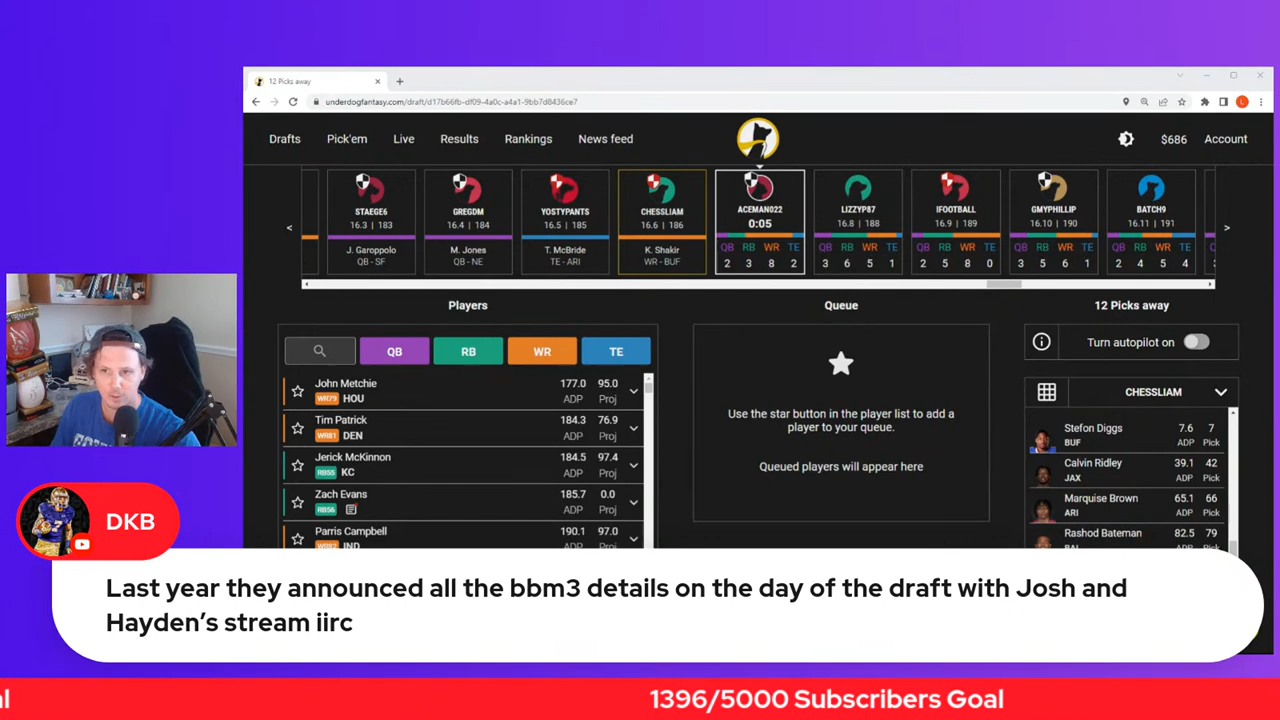 12 Picks away
underdogfantasy.com/draft/d17b66fb-df09-4a0c-a4a1-9bb7d8436ce7
Drafts Pick'em Live Results Rankings News feed $686 Account
STAEGE6 GREGDM YOSTYPANTS CHESSLIAM ACEMAN022 LIZZYP87 IFOOTBALL GMYPHILLIP BATCH9
16.3 | 183 16.4 | 184 16.5 | 185 16.6 | 186 0:05 16.8 | 188 16.9 | 189 16.10 | 190 16.11 | 191
J. Garoppolo M. Jones T. McBride K. Shakir QB RB WR TE QB RB WR TE QB RB WR TE QB RB WR TE QB RB WR TE
QB - SF QB - NE TE - ARI WR - BUF 2 3 8 2 3 6 5 1 2 5 8 0 3 5 6 1 2 4 5 4
Players Queue 12 Picks away
QB RB WR TE
Turn autopilot on
CHESSLIAM
John Metchie 177.0 95.0
WR79 HOU ADP Proj
Tim Patrick 184.3 76.9
WR81 DEN ADP Proj
Jerick McKinnon 184.5 97.4
RB55 KC ADP Proj
Zach Evans 185.7 0.0
RB56 ADP Proj
Parris Campbell 190.1 97.0
WR82 IND ADP Proj
Use the star button in the player list to add a
player to your queue.
Queued players will appear here
Stefon Diggs 7.6 7
BUF ADP Pick
Calvin Ridley 39.1 42
JAX ADP Pick
Marquise Brown 65.1 66
ARI ADP Pick
Rashod Bateman 82.5 79
BAL ADP Pick
DKB
Last year they announced all the bbm3 details on the day of the draft with Josh and
Hayden's stream iirc
1396/5000 Subscribers Goal